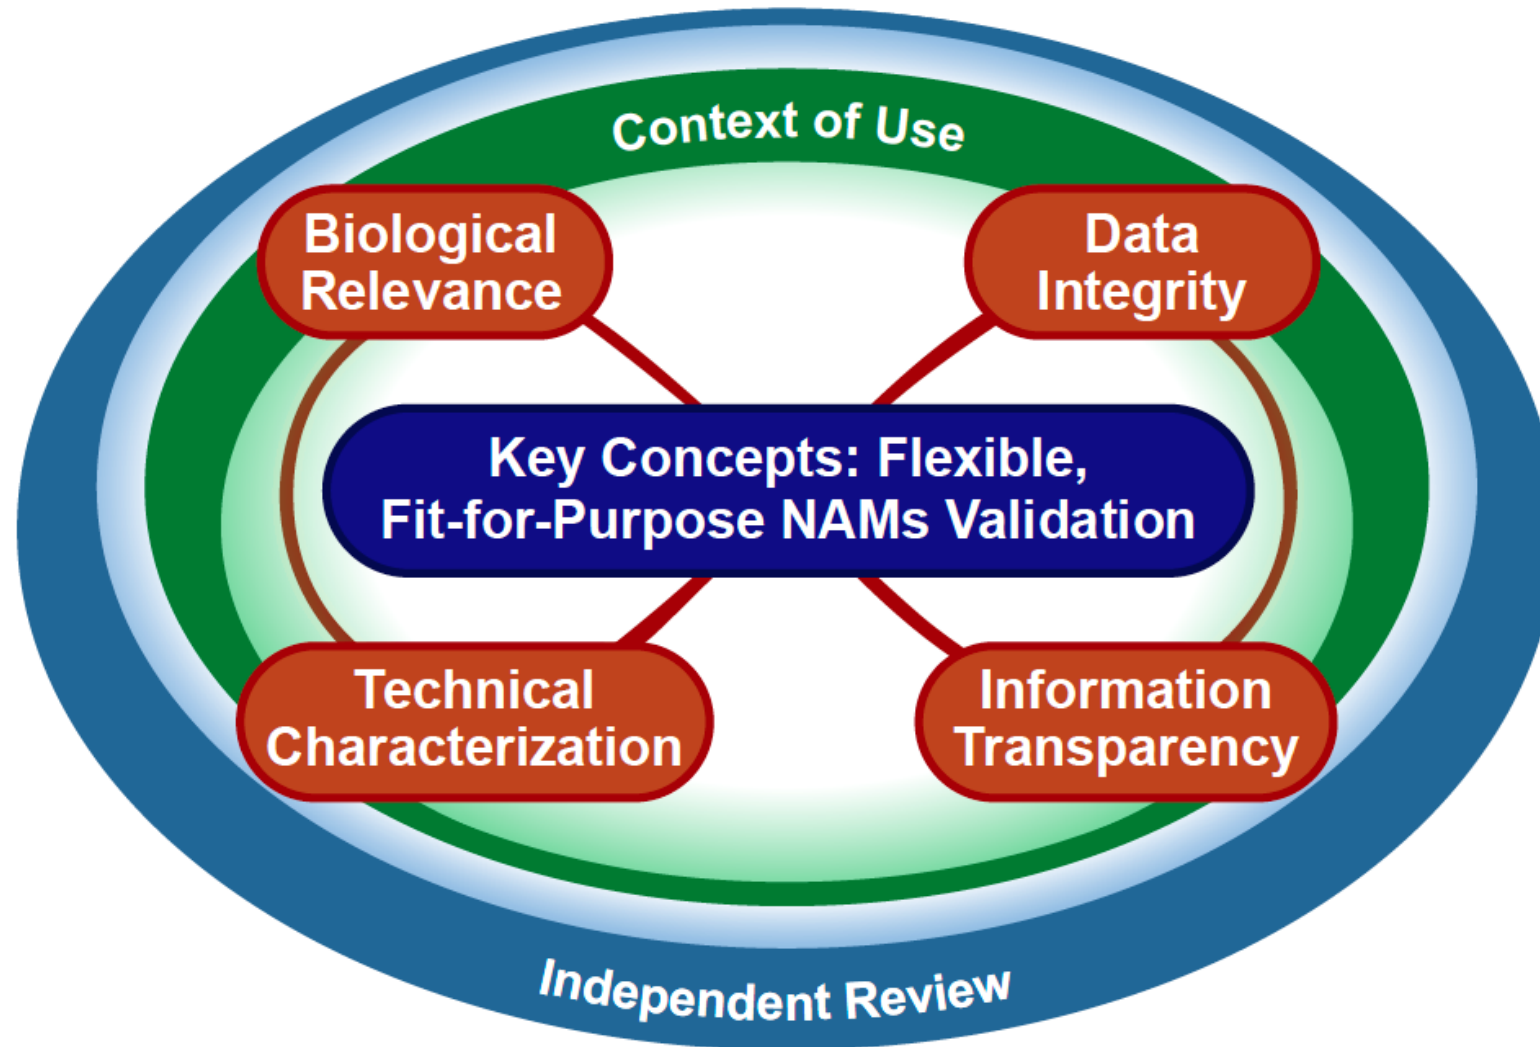 Context of Use
Biological
Relevance
Data
Integrity
Key Concepts: Flexible,
Fit-for-Purpose NAMs Validation
Technical
Characterization
Information
Transparency
Independent Review